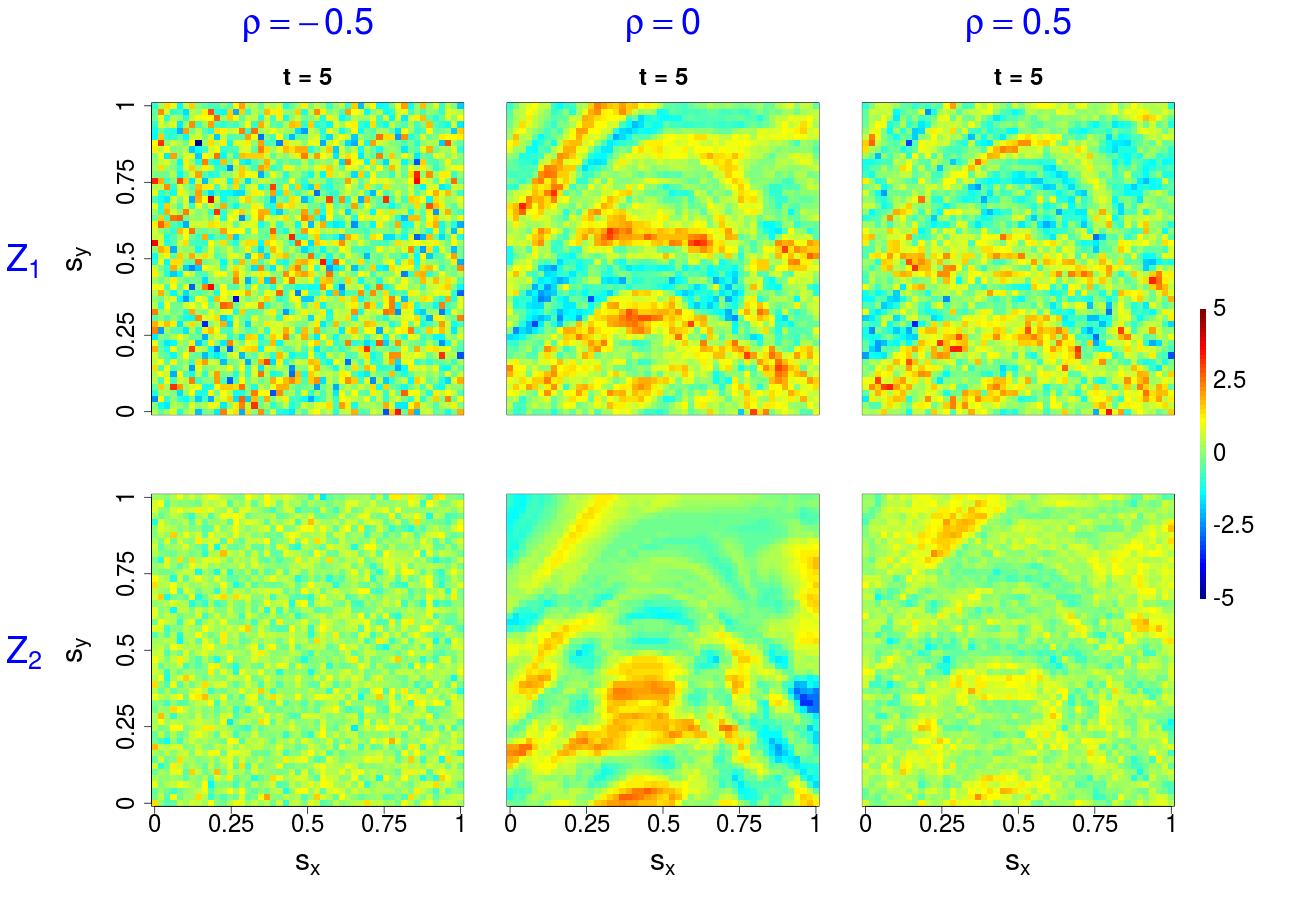 ρ = − 0.5 ρ = 0 ρ = 0.5
t = 5 t = 5 t = 5
Z1 sy 0 0.25 0.5 0.75 1
5
2.5
0
-2.5
-5
Z2 sy 0 0.25 0.5 0.75 1
0 0.25 0.5 0.75 1 0 0.25 0.5 0.75 1 0 0.25 0.5 0.75 1
sx sx sx